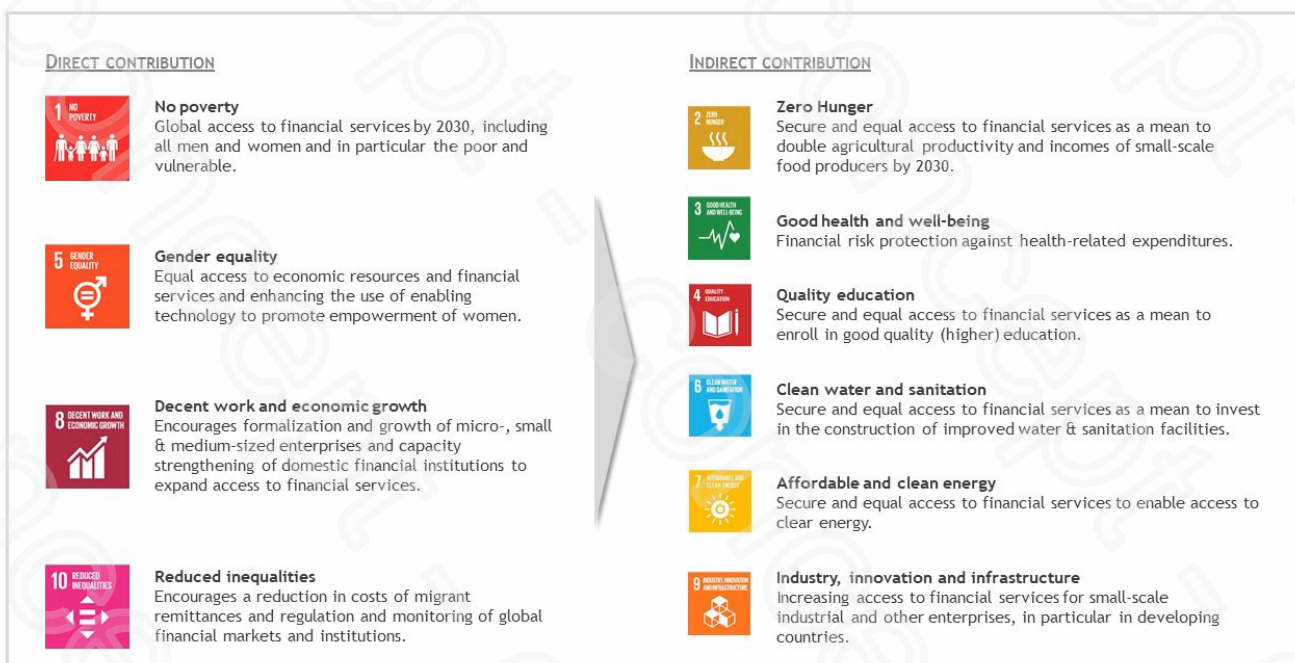 DIRECT CONTRIBUTION
1 NO
POVERTY
No poverty
Global access to financial services by 2030, including
all men and women and in particular the poor and
vulnerable.
5 GENDER
EQUALITY
Gender equality
Equal access to economic resources and financial
services and enhancing the use of enabling
technology to promote empowerment of women.
8 DECENT WORK AND
ECONOMIC GROWTH
Decent work and economic growth
Encourages formalization and growth of micro-, small
& medium-sized enterprises and capacity
strengthening of domestic financial institutions to
expand access to financial services.
10 REDUCED
INEQUALITIES
Reduced inequalities
Encourages a reduction in costs of migrant
remittances and regulation and monitoring of global
financial markets and institutions.
INDIRECT CONTRIBUTION
2 ZERO
HUNGER
Zero Hunger
Secure and equal access to financial services as a mean to
double agricultural productivity and incomes of small-scale
food producers by 2030.
3 GOOD HEALTH
AND WELL-BEING
Good health and well-being
Financial risk protection against health-related expenditures.
4 QUALITY
EDUCATION
Quality education
Secure and equal access to financial services as a mean to
enroll in good quality (higher) education.
6 CLEAN WATER
AND SANITATION
Clean water and sanitation
Secure and equal access to financial services as a mean to invest
in the construction of improved water & sanitation facilities.
7 AFFORDABLE AND
CLEAN ENERGY
Affordable and clean energy
Secure and equal access to financial services to enable access to
clear energy.
9 INDUSTRY, INNOVATION
AND INFRASTRUCTURE
Industry, innovation and infrastructure
Increasing access to financial services for small-scale
industrial and other enterprises, in particular in developing
countries.